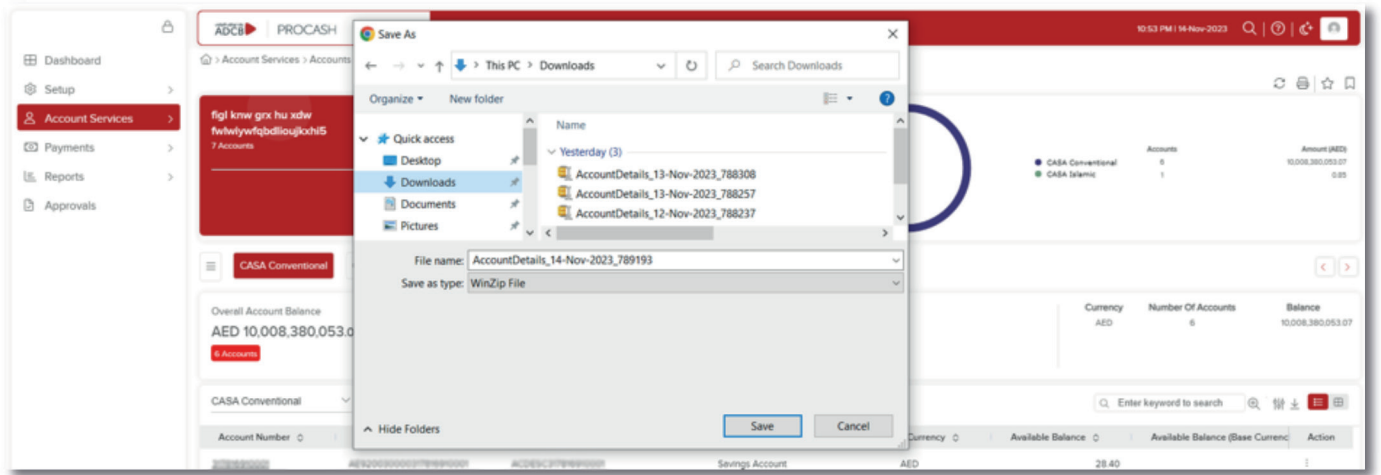 ADCB PROCASH
10:53 PM | 14-Nov-2023
Dashboard
Setup
Account Services
Payments
Reports
Approvals
> Account Services > Accounts
figl knw grx hu xdw
fwlwiywfqbdlioujkxhi5
7 Accounts
Save As
This PC > Downloads
Search Downloads
Organize
New folder
Quick access
Desktop
Downloads
Documents
Pictures
Name
Yesterday (3)
AccountDetails_13-Nov-2023_788308
AccountDetails_13-Nov-2023_788257
AccountDetails_12-Nov-2023_788237
File name: AccountDetails_14-Nov-2023_789193
Save as type: WinZip File
Hide Folders
Save
Cancel
Accounts Amount (AED)
CASA Conventional 6 10,008,380,053.07
CASA Islamic 1 0.85
CASA Conventional
Overall Account Balance
AED 10,008,380,053.0
6 Accounts
Currency Number Of Accounts Balance
AED 6 10,008,380,053.07
CASA Conventional
Enter keyword to search
Account Number Currency Available Balance Available Balance (Base Currenc Action
Savings Account AED 28.40